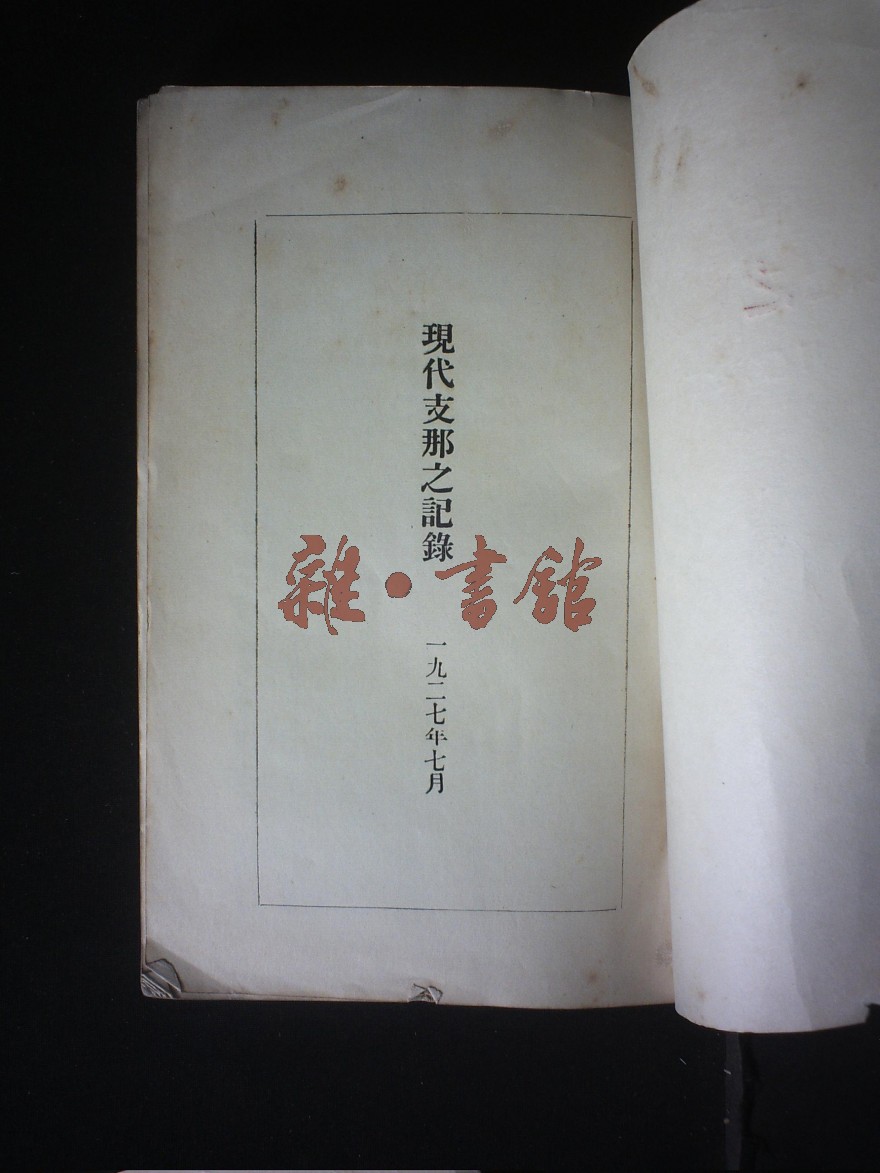 現代支那之記錄
雜·書館
一九二七年七月